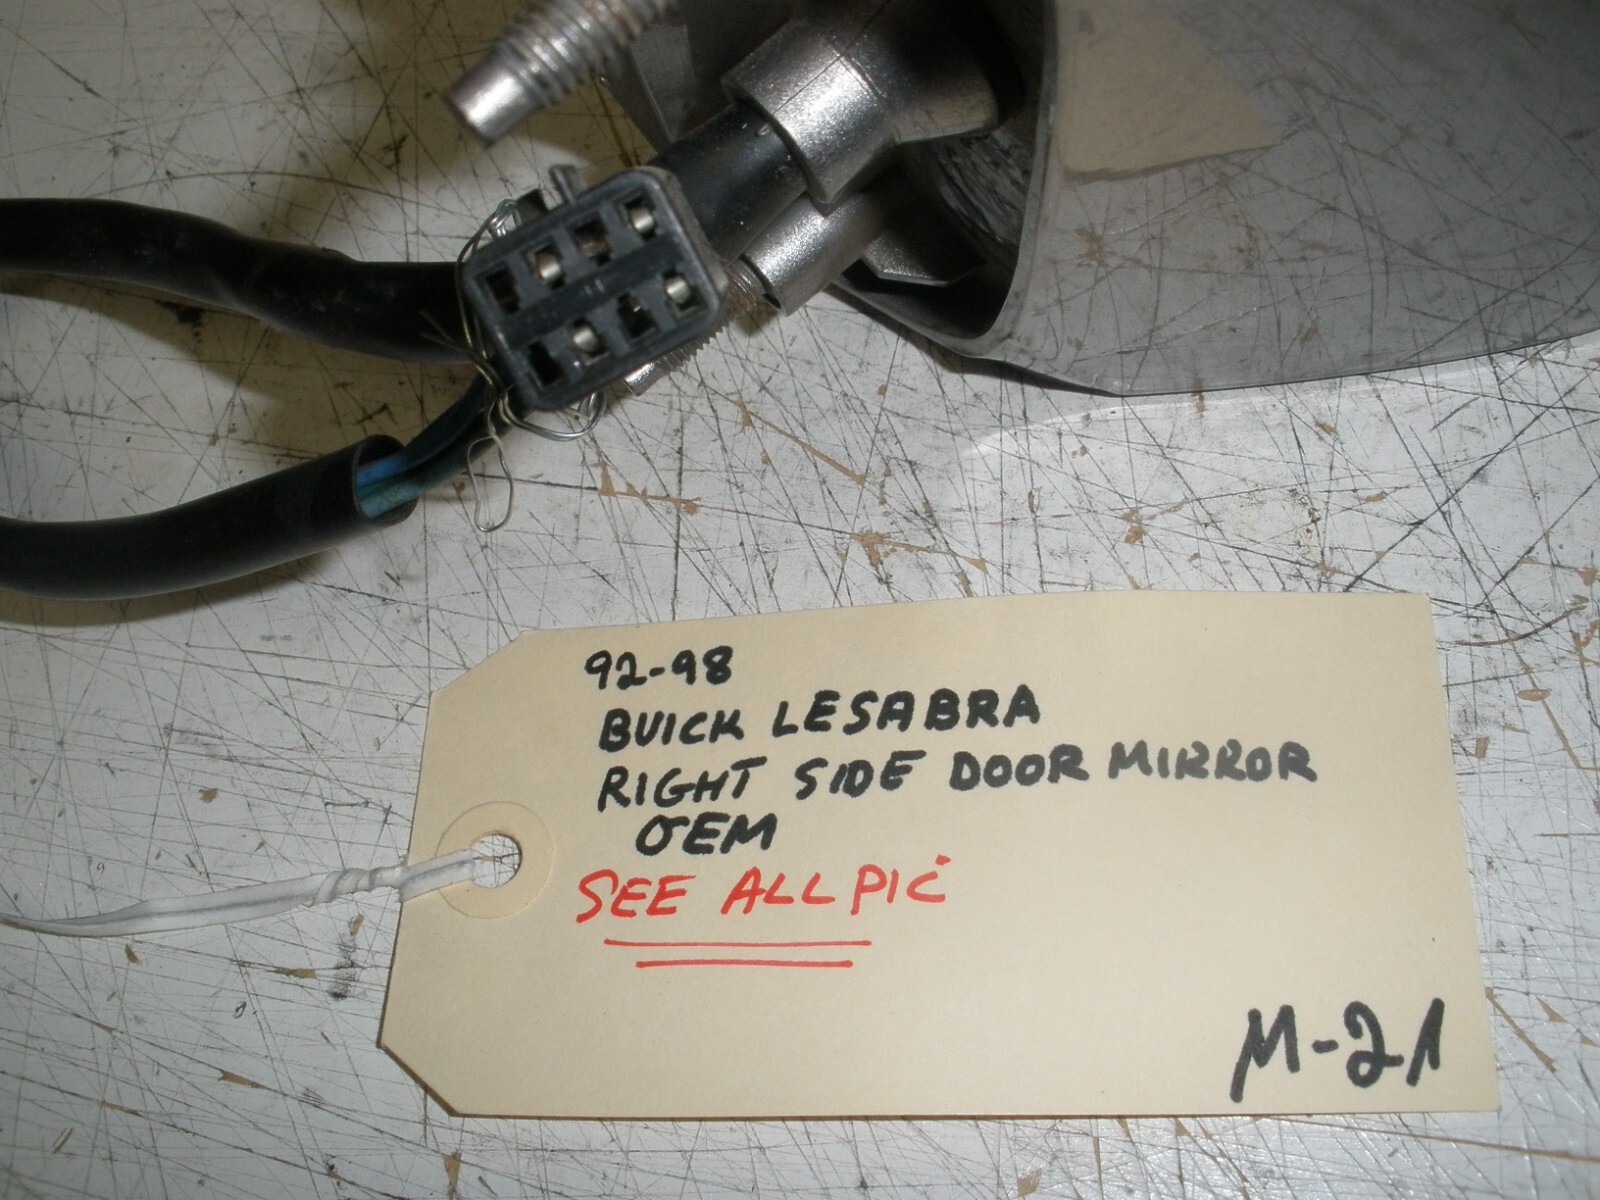 92-98
BUICK LESABRA
RIGHT SIDE DOOR MIRROR
OEM
SEE ALL PIC
M-21